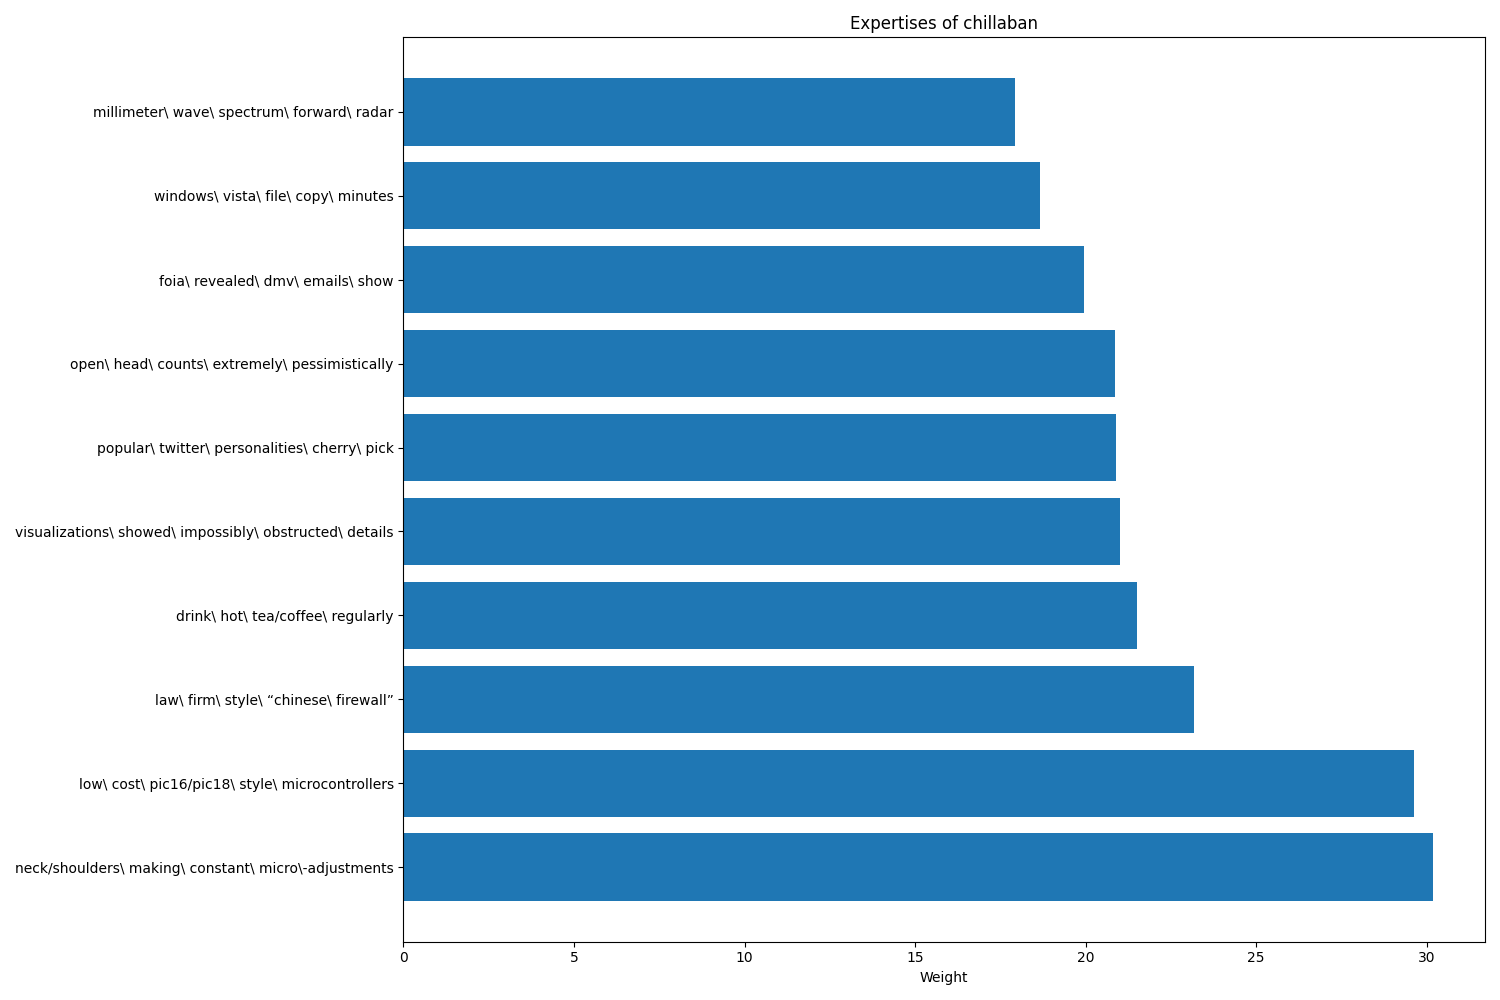 Expertises of chillaban
millimeter\ wave\ spectrum\ forward\ radar
windows\ vista\ file\ copy\ minutes
foia\ revealed\ dmv\ emails\ show
open\ head\ counts\ extremely\ pessimistically
popular\ twitter\ personalities\ cherry\ pick
visualizations\ showed\ impossibly\ obstructed\ details
drink\ hot\ tea/coffee\ regularly
law\ firm\ style\ “chinese\ firewall”
low\ cost\ pic16/pic18\ style\ microcontrollers
neck/shoulders\ making\ constant\ micro\-adjustments
0 5 10 15 20 25 30
Weight